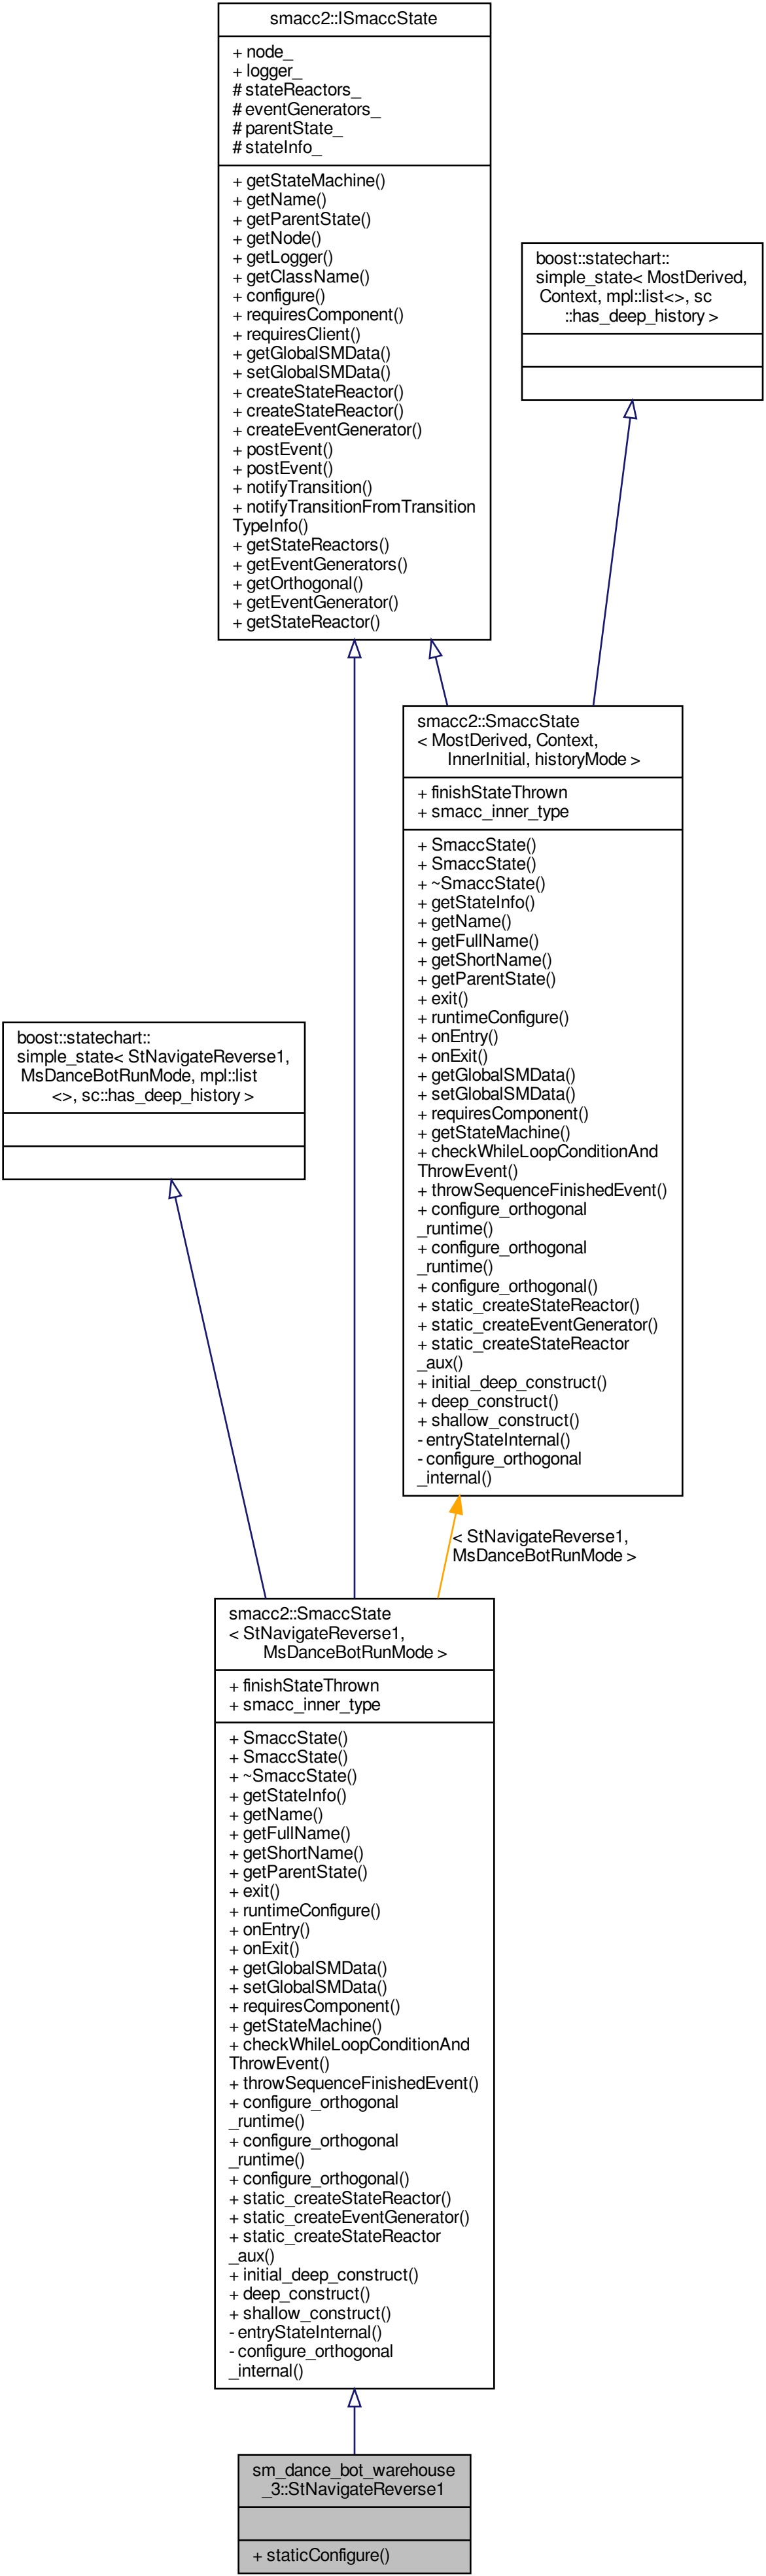 smacc2::ISmaccState
+ node_
+ logger_
# stateReactors_
# eventGenerators_
# parentState_
# stateInfo_
+ getStateMachine()
+ getName()
+ getParentState()
+ getNode()
+ getLogger()
+ getClassName()
+ configure()
+ requiresComponent()
+ requiresClient()
+ getGlobalSMData()
+ setGlobalSMData()
+ createStateReactor()
+ createStateReactor()
+ createEventGenerator()
+ postEvent()
+ postEvent()
+ notifyTransition()
+ notifyTransitionFromTransition
TypeInfo()
+ getStateReactors()
+ getEventGenerators()
+ getOrthogonal()
+ getEventGenerator()
+ getStateReactor()
boost::statechart::
simple_state< MostDerived,
Context, mpl::list<>, sc
::has_deep_history >
smacc2::SmaccState
< MostDerived, Context,
InnerInitial, historyMode >
+ finishStateThrown
+ smacc_inner_type
+ SmaccState()
+ SmaccState()
+ ~SmaccState()
+ getStateInfo()
+ getName()
+ getFullName()
+ getShortName()
+ getParentState()
+ exit()
+ runtimeConfigure()
+ onEntry()
+ onExit()
+ getGlobalSMData()
+ setGlobalSMData()
+ requiresComponent()
+ getStateMachine()
+ checkWhileLoopConditionAnd
ThrowEvent()
+ throwSequenceFinishedEvent()
+ configure_orthogonal
_runtime()
+ configure_orthogonal
_runtime()
+ configure_orthogonal()
+ static_createStateReactor()
+ static_createEventGenerator()
+ static_createStateReactor
_aux()
+ initial_deep_construct()
+ deep_construct()
+ shallow_construct()
- entryStateInternal()
- configure_orthogonal
_internal()
boost::statechart::
simple_state< StNavigateReverse1,
MsDanceBotRunMode, mpl::list
<>, sc::has_deep_history >
< StNavigateReverse1,
MsDanceBotRunMode >
smacc2::SmaccState
< StNavigateReverse1,
MsDanceBotRunMode >
+ finishStateThrown
+ smacc_inner_type
+ SmaccState()
+ SmaccState()
+ ~SmaccState()
+ getStateInfo()
+ getName()
+ getFullName()
+ getShortName()
+ getParentState()
+ exit()
+ runtimeConfigure()
+ onEntry()
+ onExit()
+ getGlobalSMData()
+ setGlobalSMData()
+ requiresComponent()
+ getStateMachine()
+ checkWhileLoopConditionAnd
ThrowEvent()
+ throwSequenceFinishedEvent()
+ configure_orthogonal
_runtime()
+ configure_orthogonal
_runtime()
+ configure_orthogonal()
+ static_createStateReactor()
+ static_createEventGenerator()
+ static_createStateReactor
_aux()
+ initial_deep_construct()
+ deep_construct()
+ shallow_construct()
- entryStateInternal()
- configure_orthogonal
_internal()
sm_dance_bot_warehouse
_3::StNavigateReverse1
+ staticConfigure()